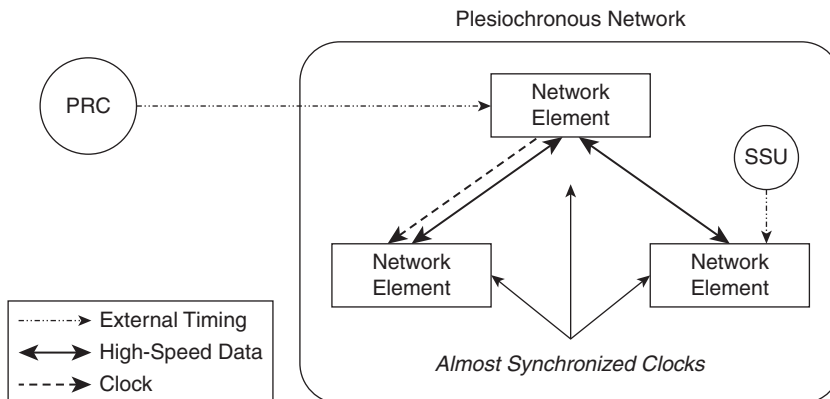 Plesiochronous Network
PRC
Network
Element
SSU
Network
Element
Network
Element
External Timing
High-Speed Data
Clock
Almost Synchronized Clocks